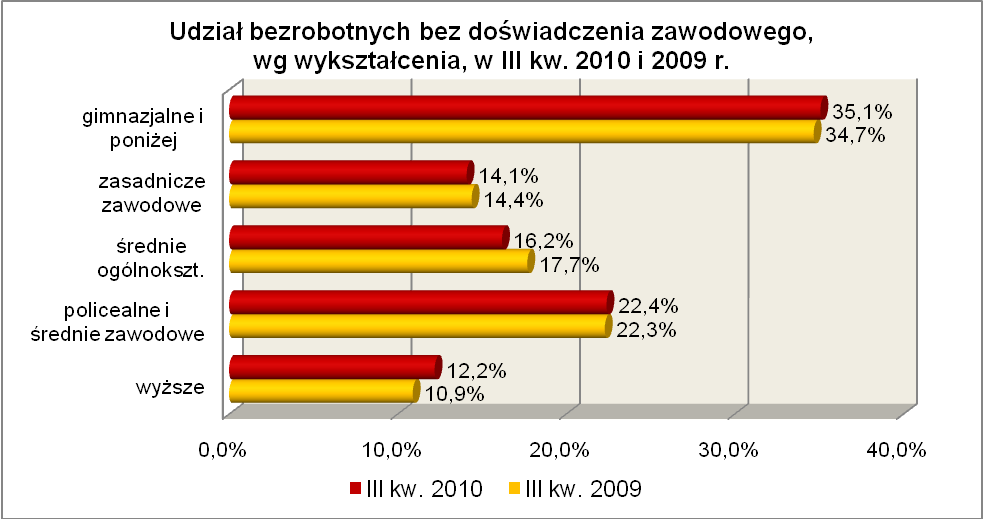 Udział bezrobotnych bez doświadczenia zawodowego,
wg wykształcenia, w III kw. 2010 i 2009 r.
gimnazjalne i
poniżej
35,1%
34,7%
zasadnicze
zawodowe
14,1%
14,4%
średnie
ogólnokszt.
16,2%
17,7%
policealne i
średnie zawodowe
22,4%
22,3%
wyższe
12,2%
10,9%
0,0% 10,0% 20,0% 30,0% 40,0%
III kw. 2010 III kw. 2009